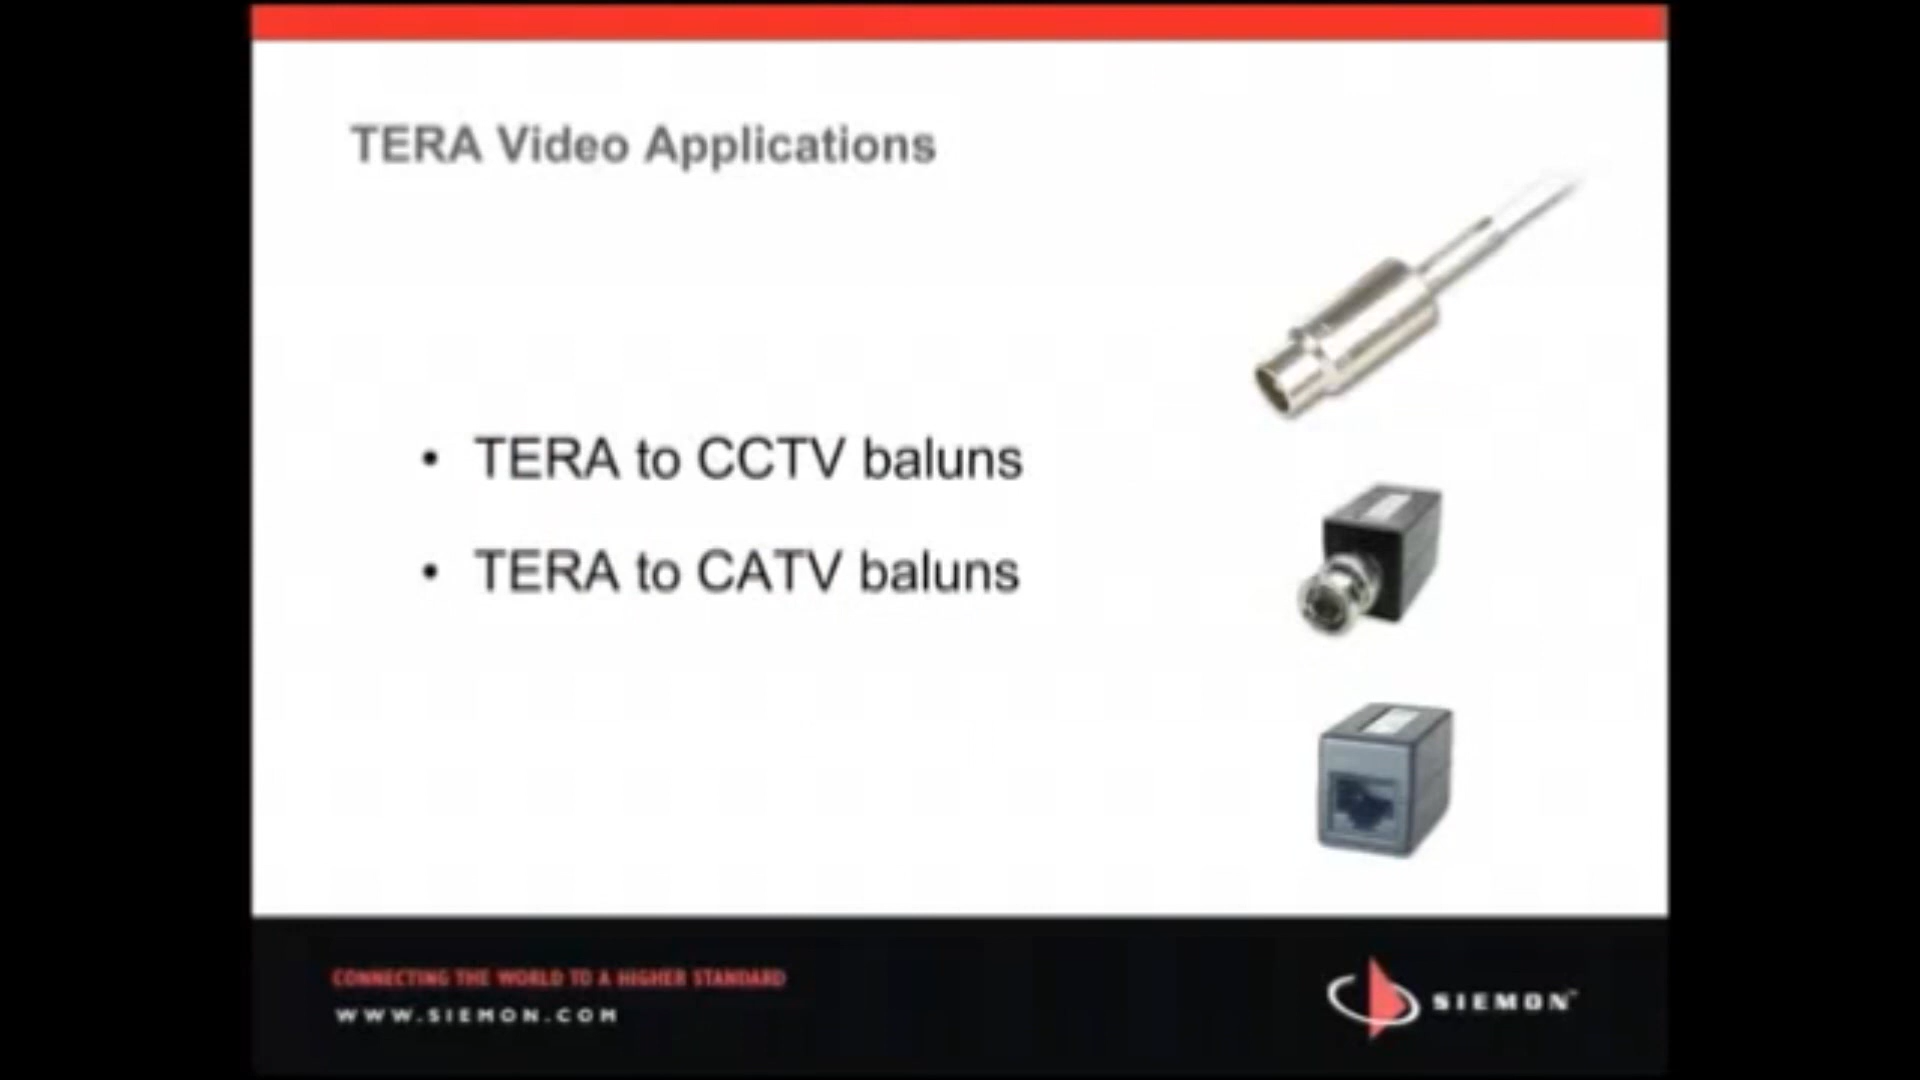 TERA Video Applications
• TERA to CCTV baluns
• TERA to CATV baluns
CONNECTING THE WORLD TO A HIGHER STANDARD
WWW.SIEMON.COM
SIEMON™